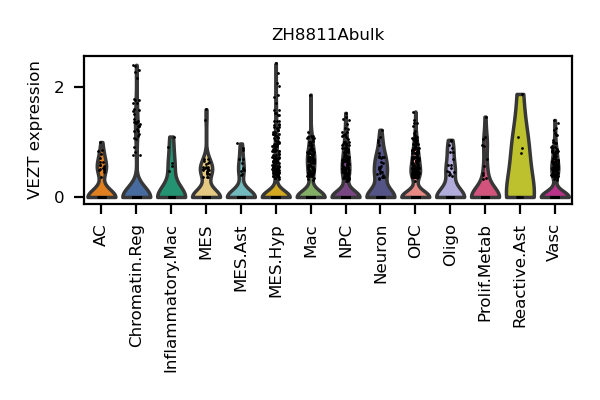 ZH8811Abulk
VEZT expression
2
0
AC
Chromatin.Reg
Inflammatory.Mac
MES
MES.Ast
MES.Hyp
Mac
NPC
Neuron
OPC
Oligo
Prolif.Metab
Reactive.Ast
Vasc